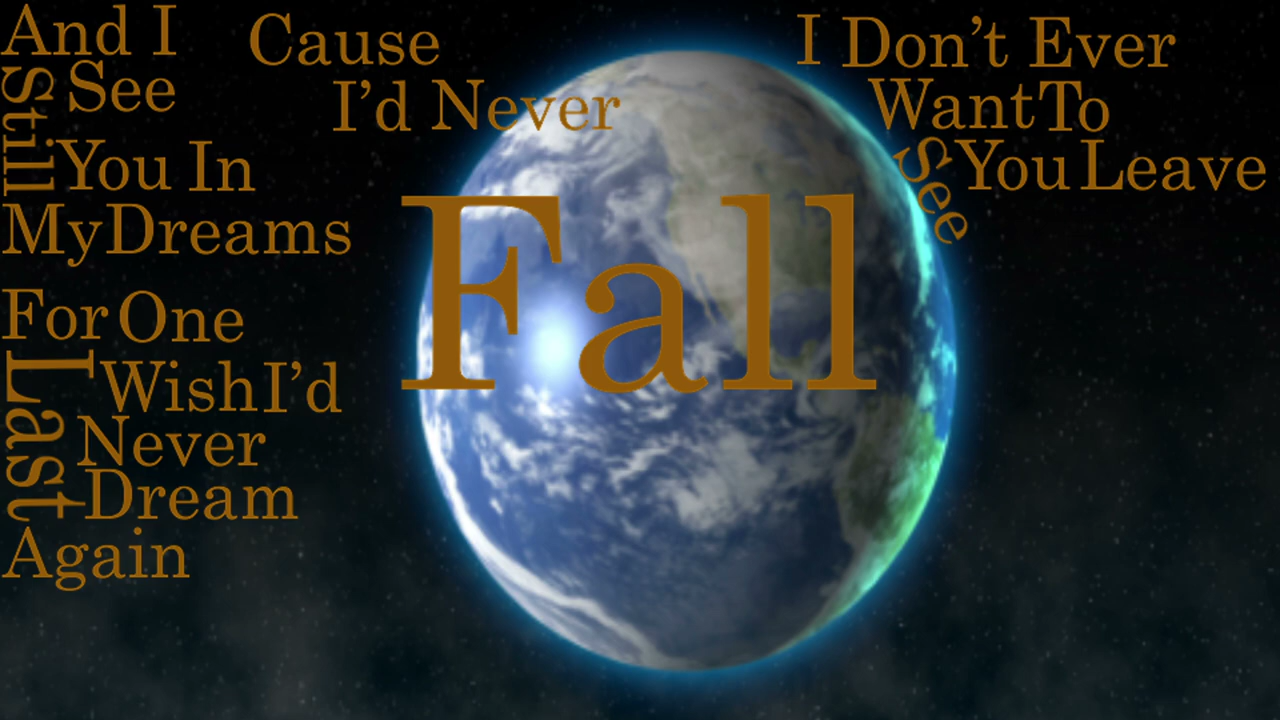 And I
Still
See
You In
My Dreams
For One
Last
Wish I'd
Never
Dream
Again
Cause
I'd Never
Fall
I Don't Ever
Want To
See
You Leave